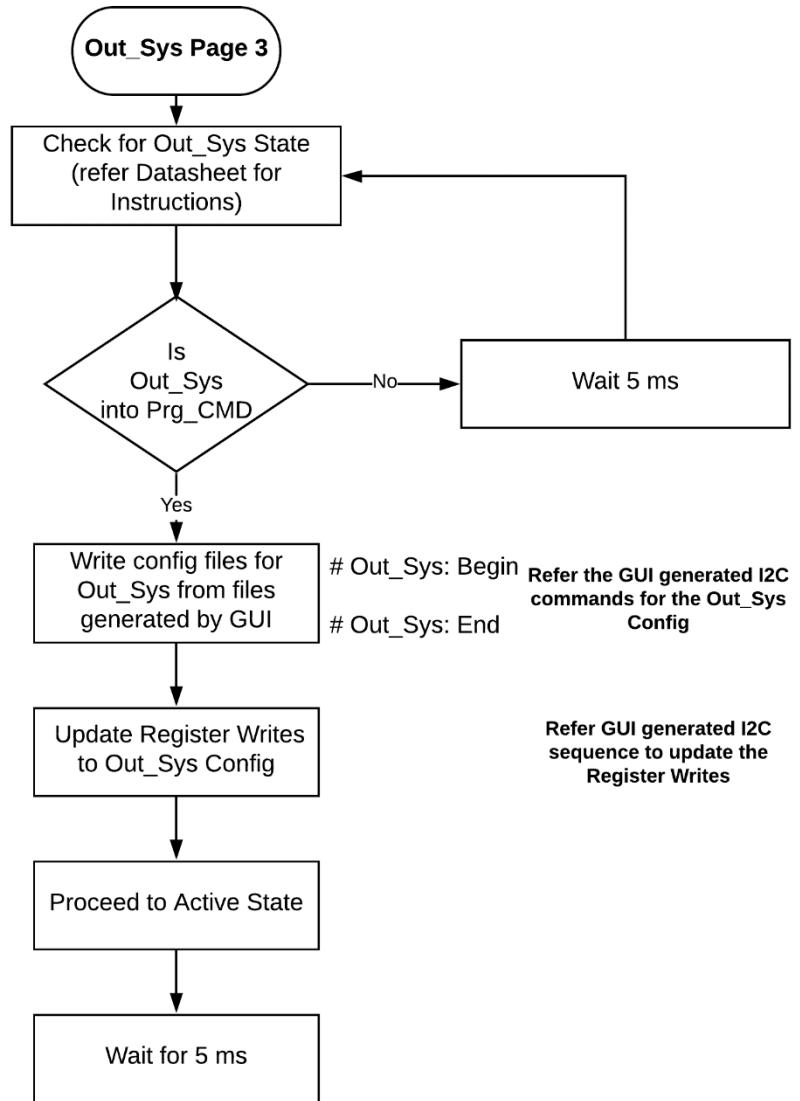 Out_Sys Page 3
Check for Out_Sys State
(refer Datasheet for
Instructions)
Is
Out_Sys
into Prg_CMD
No
Wait 5 ms
Yes
Write config files for
Out_Sys from files
generated by GUI
# Out_Sys: Begin
# Out_Sys: End
Refer the GUI generated I2C
commands for the Out_Sys
Config
Update Register Writes
to Out_Sys Config
Refer GUI generated I2C
sequence to update the
Register Writes
Proceed to Active State
Wait for 5 ms